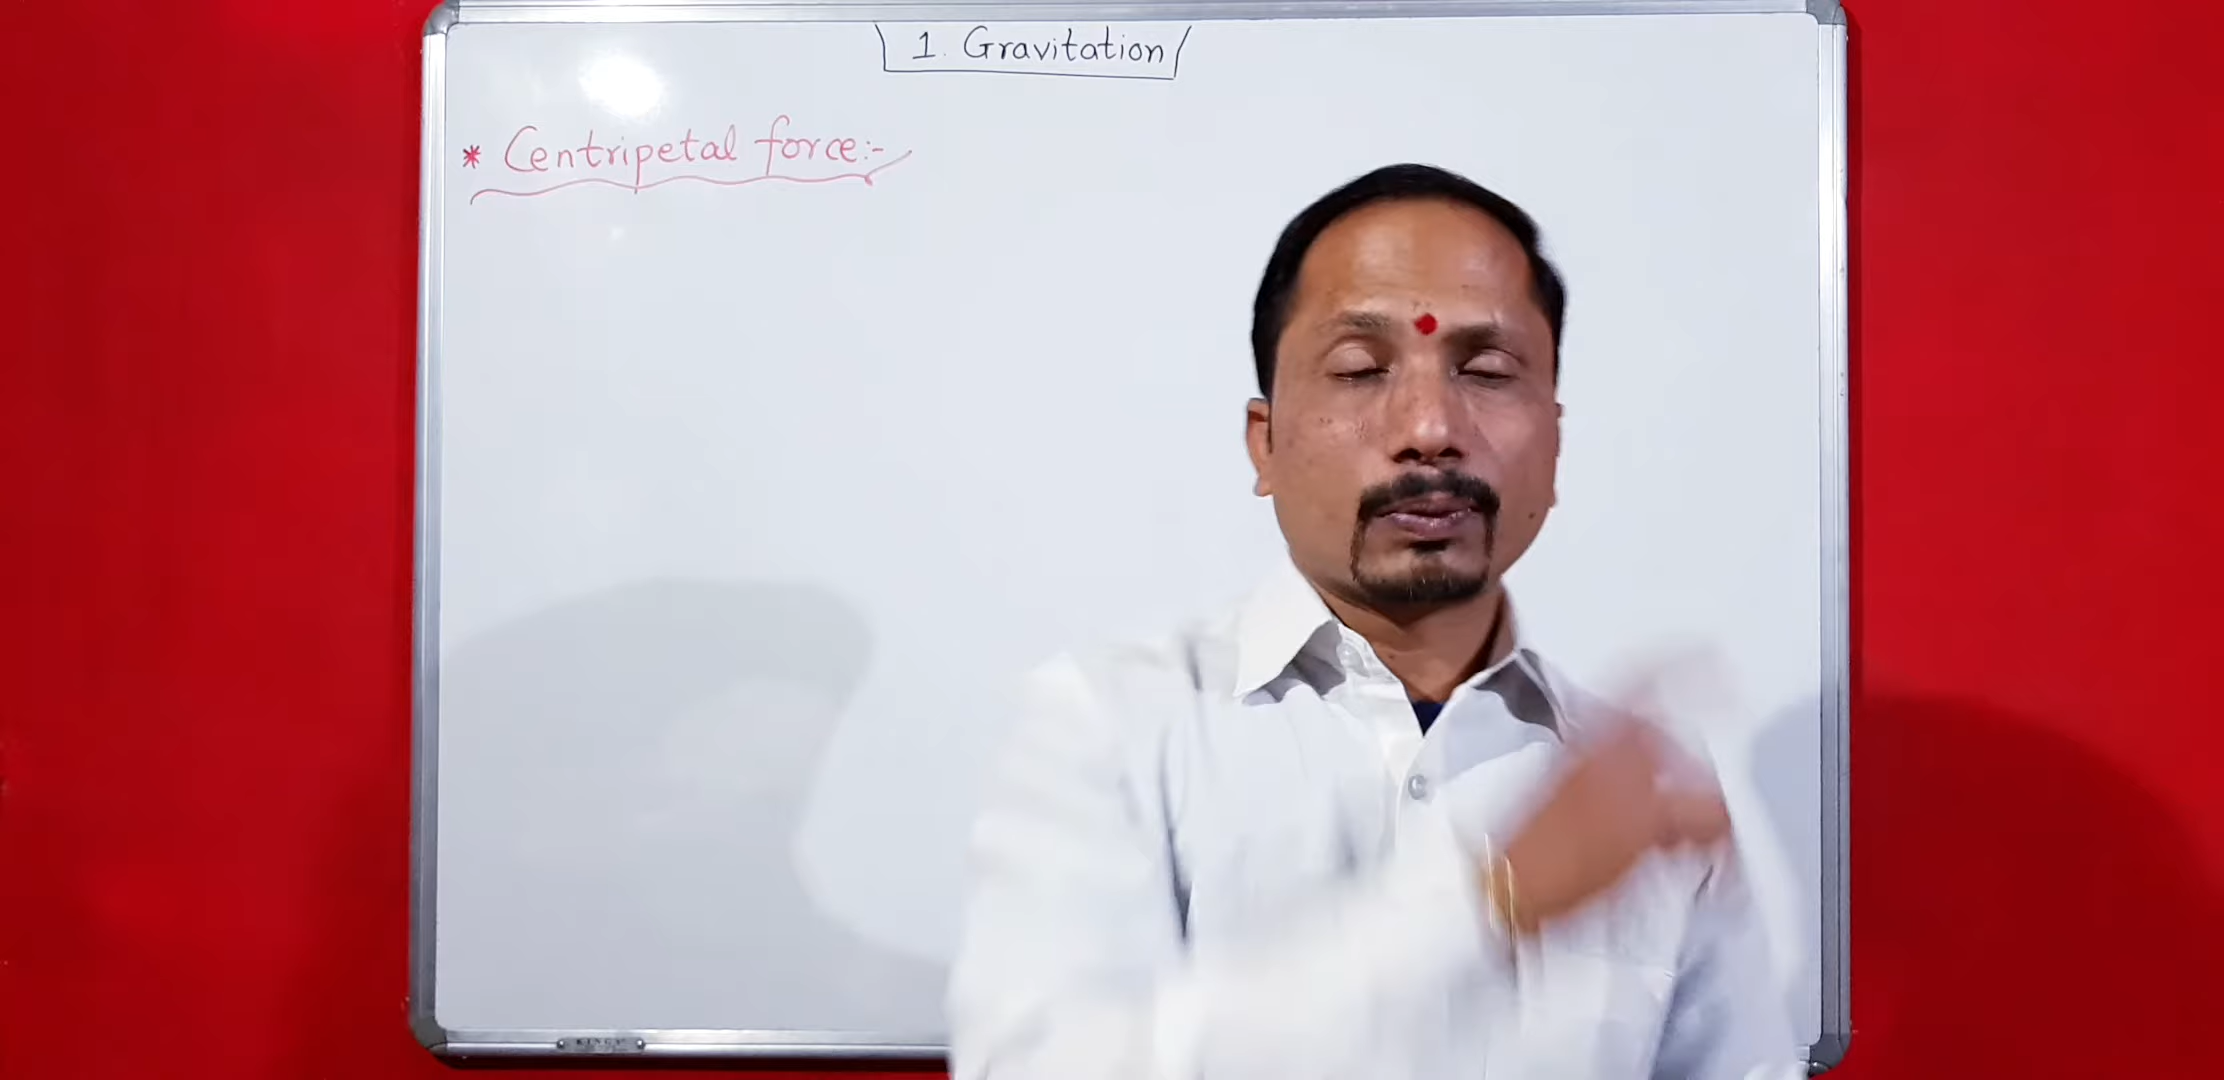 1. Gravitation
* Centripetal force:-